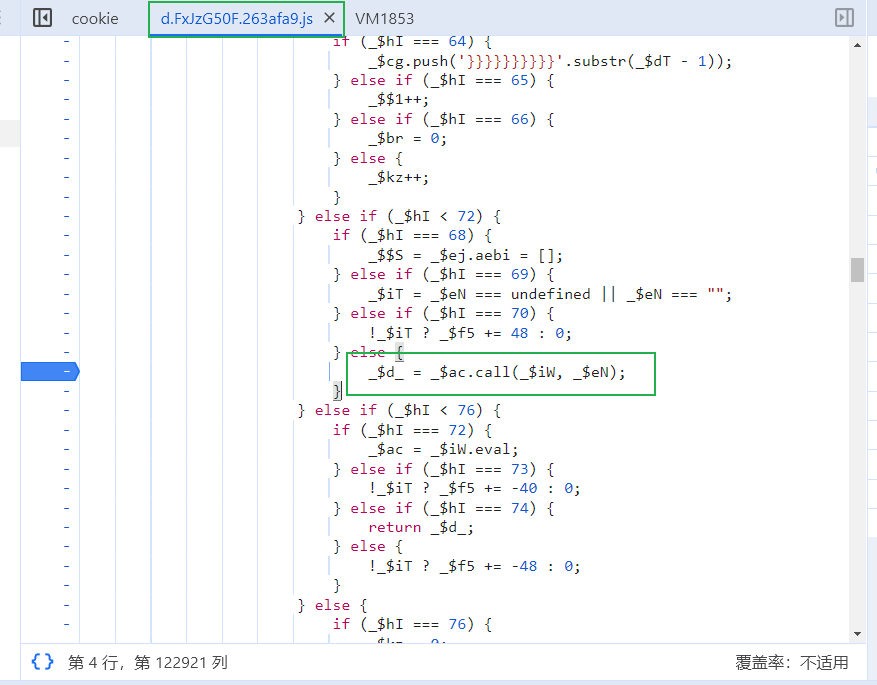 cookie d.FxJzG50F.263afa9.js × VM1853
if (_$hI === 64) {
_$cg.push('}}}}}}}}}}'.substr(_$dT - 1));
} else if (_$hI === 65) {
_$$1++;
} else if (_$hI === 66) {
_$br = 0;
} else {
_$kz++;
}
} else if (_$hI < 72) {
if (_$hI === 68) {
_$$S = _$ej.aebi = [];
} else if (_$hI === 69) {
_$iT = _$eN === undefined || _$eN === "";
} else if (_$hI === 70) {
!_$iT ? _$f5 += 48 : 0;
} else {
_$d_ = _$ac.call(_$iW, _$eN);
}
} else if (_$hI < 76) {
if (_$hI === 72) {
_$ac = _$iW.eval;
} else if (_$hI === 73) {
!_$iT ? _$f5 += -40 : 0;
} else if (_$hI === 74) {
return _$d_;
} else {
!_$iT ? _$f5 += -48 : 0;
}
} else {
if (_$hI === 76) {
{} 第 4 行，第 122921 列 覆盖率：不适用